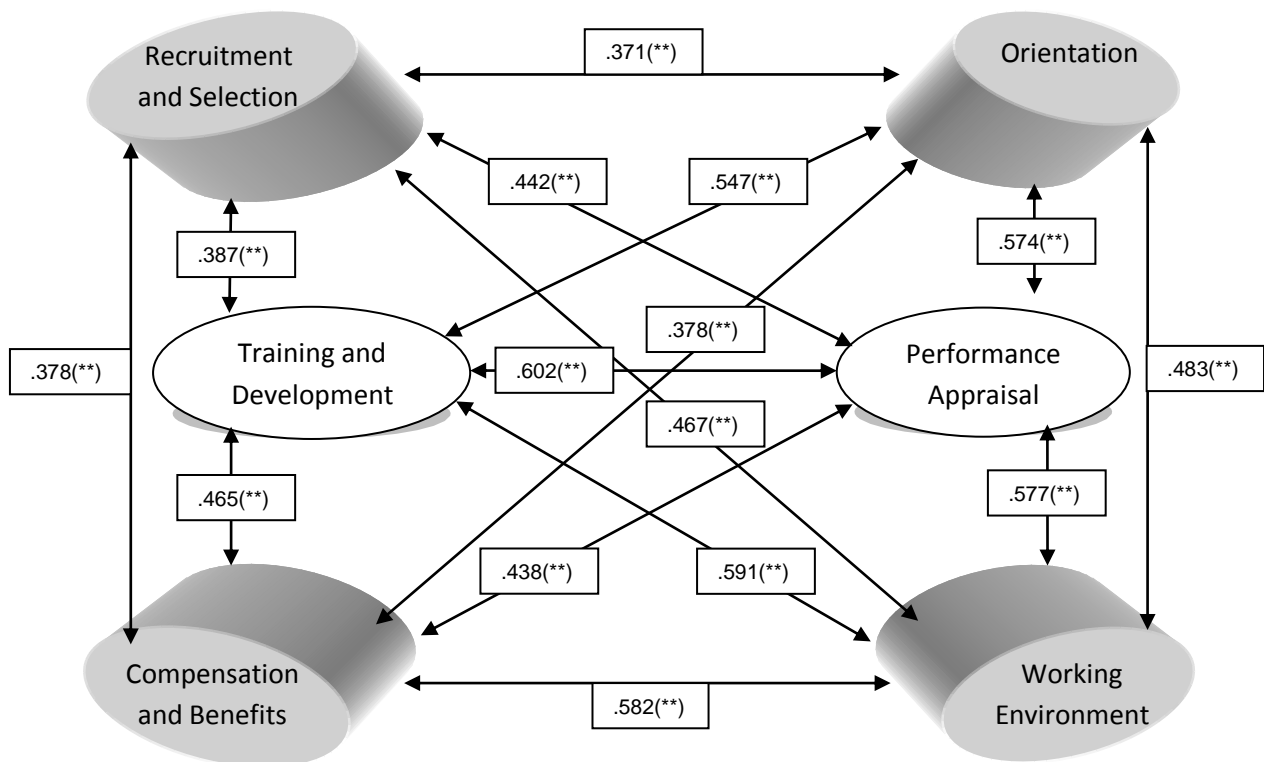 Recruitment
and Selection
.371(**)
Orientation
.442(**)
.547(**)
.387(**)
.574(**)
.378(**)
Training and
Development
.602(**)
.378(**)
Performance
Appraisal
.483(**)
.467(**)
.465(**)
.577(**)
.438(**)
.591(**)
Compensation
and Benefits
.582(**)
Working
Environment